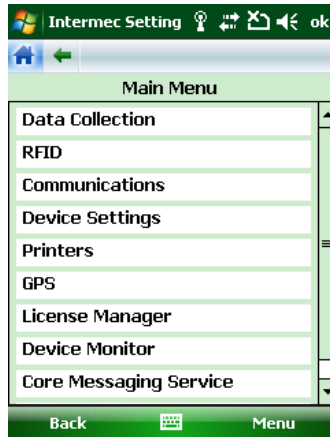 Intermec Setting ok
Main Menu
Data Collection
RFID
Communications
Device Settings
Printers
GPS
License Manager
Device Monitor
Core Messaging Service
Back Menu